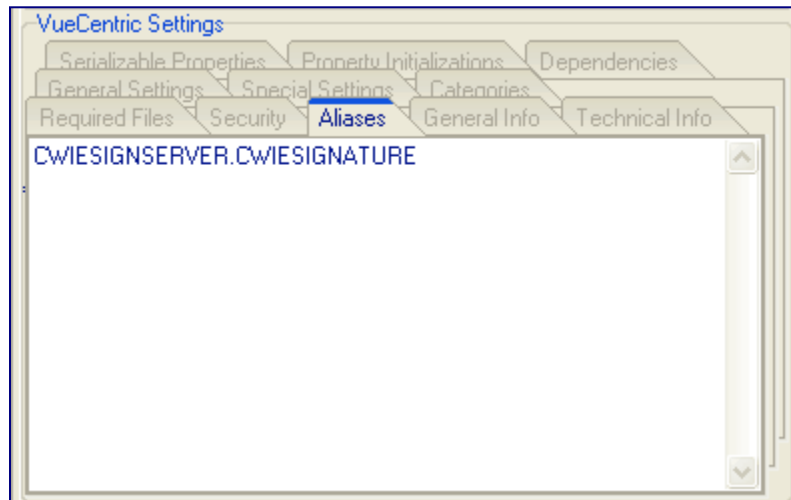 VueCentric Settings
Serializable Properties Property Initializations Dependencies
General Settings Special Settings Categories
Required Files Security Aliases General Info Technical Info
CWIESIGNSERVER.CWIESIGNATURE